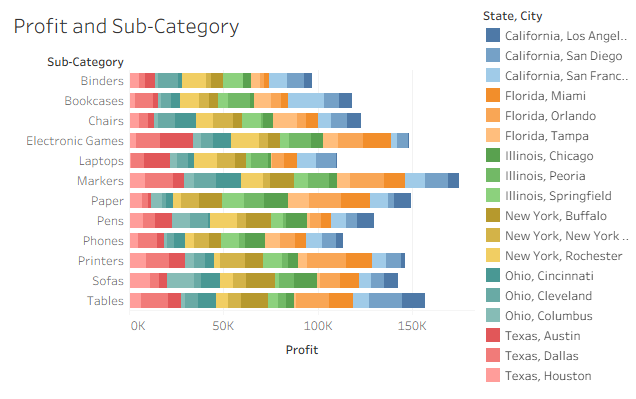 Profit and Sub-Category
Sub-Category
Binders
Bookcases
Chairs
Electronic Games
Laptops
Markers
Paper
Pens
Phones
Printers
Sofas
Tables
0K 50K 100K 150K
Profit
State, City
California, Los Angel..
California, San Diego
California, San Franc..
Florida, Miami
Florida, Orlando
Florida, Tampa
Illinois, Chicago
Illinois, Peoria
Illinois, Springfield
New York, Buffalo
New York, New York ..
New York, Rochester
Ohio, Cincinnati
Ohio, Cleveland
Ohio, Columbus
Texas, Austin
Texas, Dallas
Texas, Houston